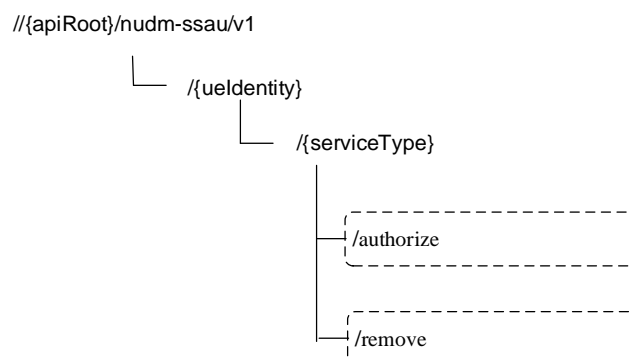 //{apiRoot}/nudm-ssau/v1
/{ueIdentity}
/{serviceType}
/authorize
/remove